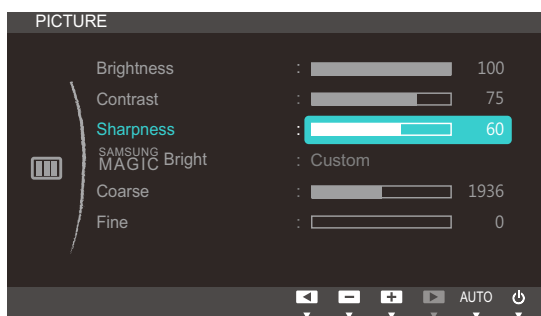 PICTURE
Brightness : 100
Contrast : 75
Sharpness : 60
SAMSUNG
MAGIC Bright : Custom
Coarse : 1936
Fine : 0
AUTO